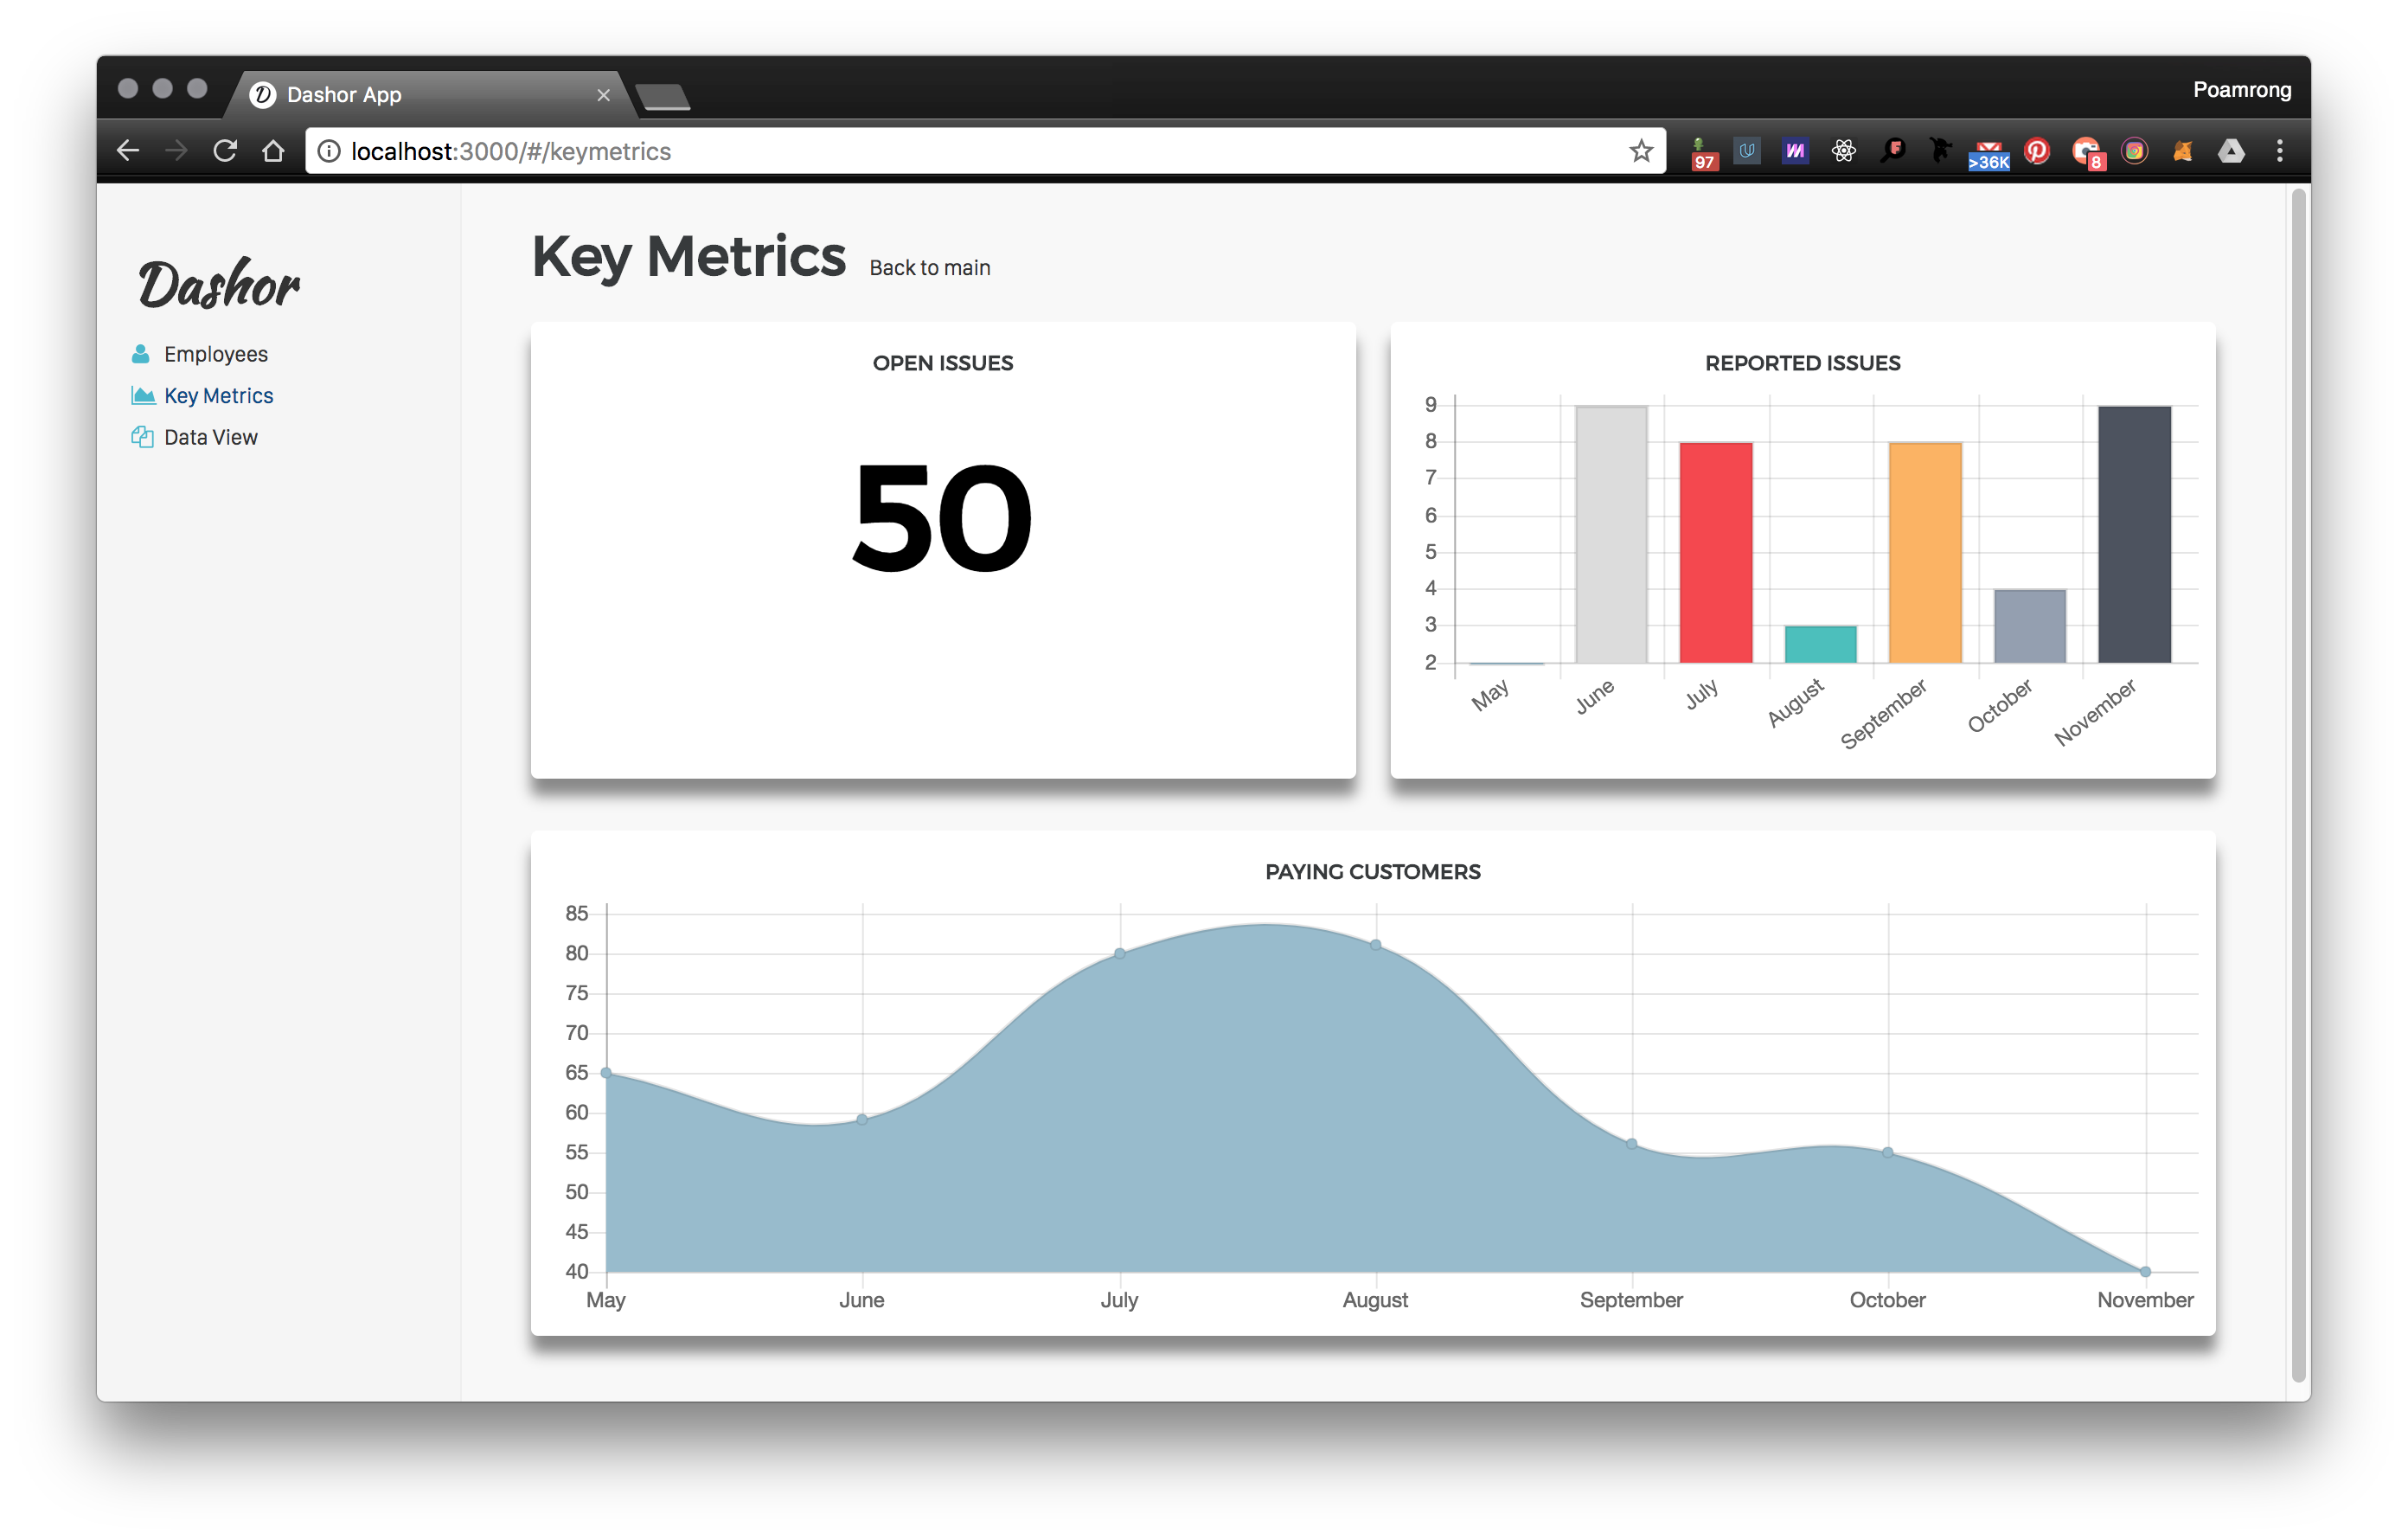 Dashor App
Poamrong
localhost:3000/#/keymetrics
97
>36K
8
Dashor
Employees
Key Metrics
Data View
Key Metrics
Back to main
OPEN ISSUES
50
REPORTED ISSUES
9
8
7
6
5
4
3
2
May
June
July
August
September
October
November
PAYING CUSTOMERS
85
80
75
70
65
60
55
50
45
40
May
June
July
August
September
October
November